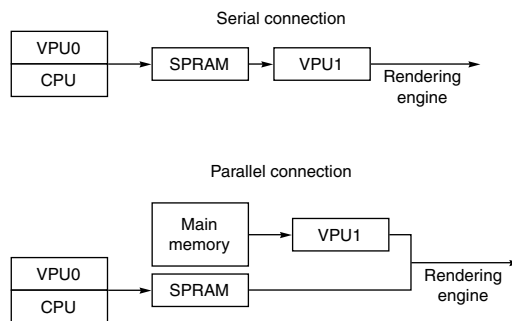 Serial connection
VPU0
CPU
SPRAM
VPU1
Rendering
engine
Parallel connection
Main
memory
VPU1
VPU0
CPU
SPRAM
Rendering
engine